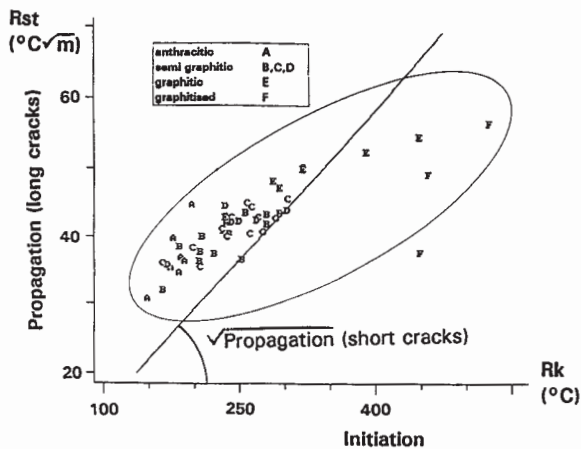 Rst
(°C√m)
anthracitic A
semi graphitic B,C,D
graphitic E
graphitised F
Propagation (long cracks)
60
40
20
√Propagation (short cracks)
Rk
(°C)
100
250
400
Initiation